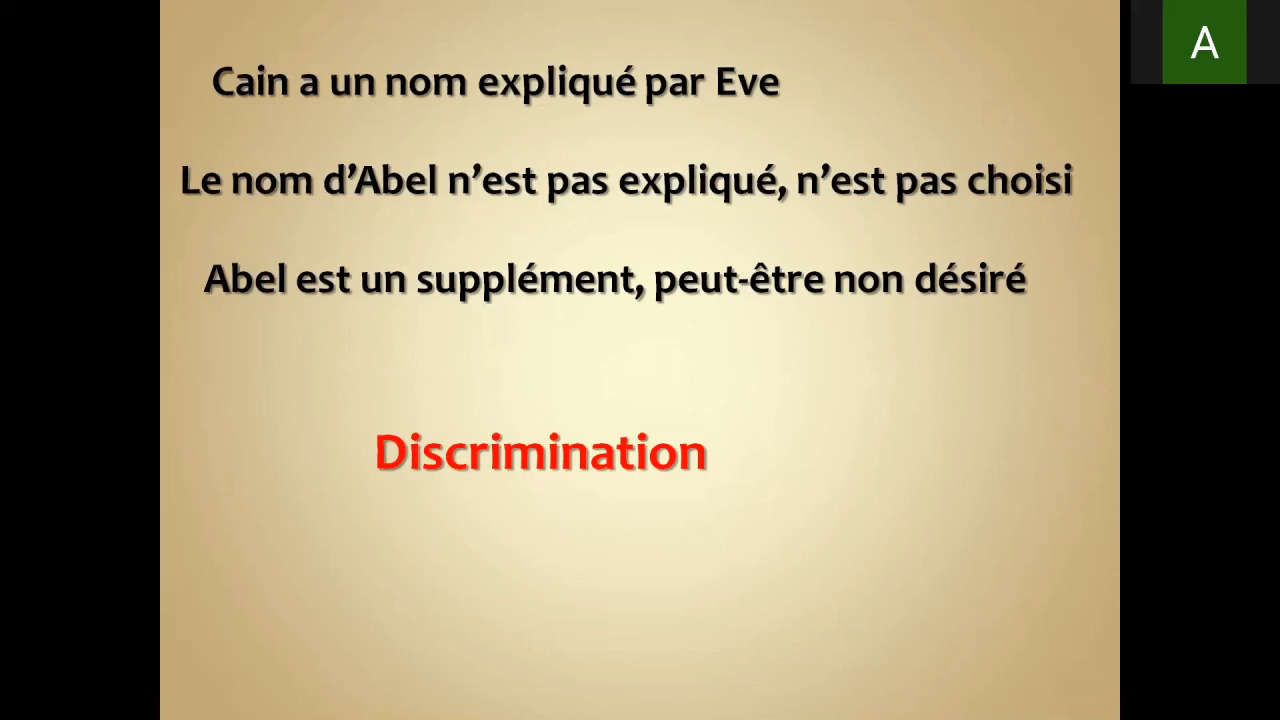 A
Cain a un nom expliqué par Eve
Le nom d’Abel n’est pas expliqué, n’est pas choisi
Abel est un supplément, peut-être non désiré
Discrimination